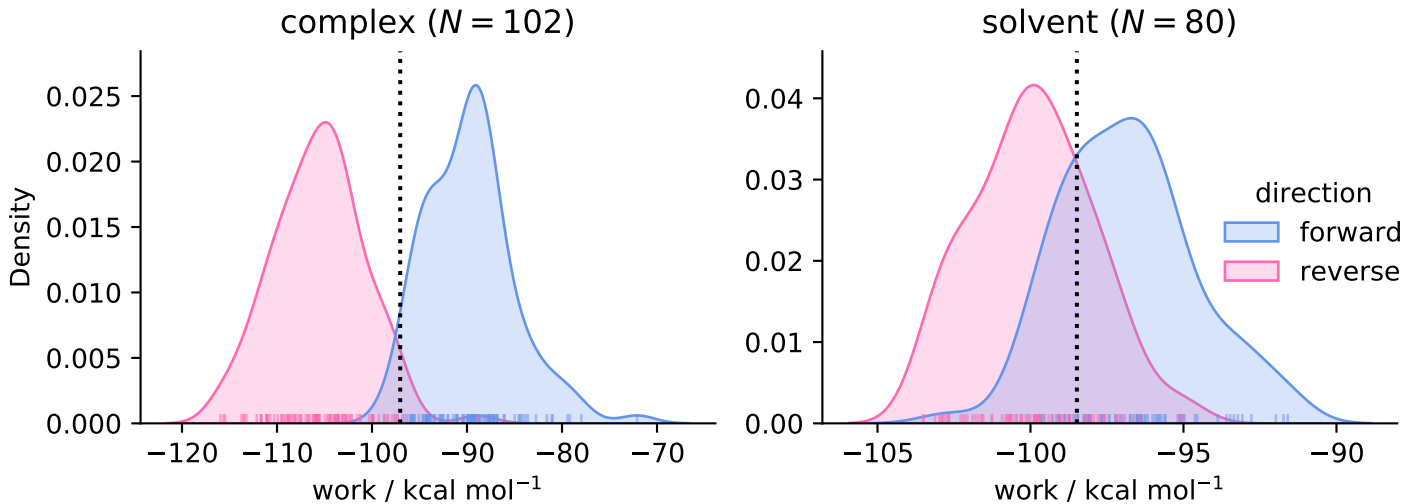 complex (N = 102)
Density
0.025
0.020
0.015
0.010
0.005
0.000
−120 −110 −100 −90 −80 −70
work / kcal mol⁻¹
solvent (N = 80)
0.04
0.03
0.02
0.01
0.00
−105 −100 −95 −90
work / kcal mol⁻¹
direction
forward
reverse